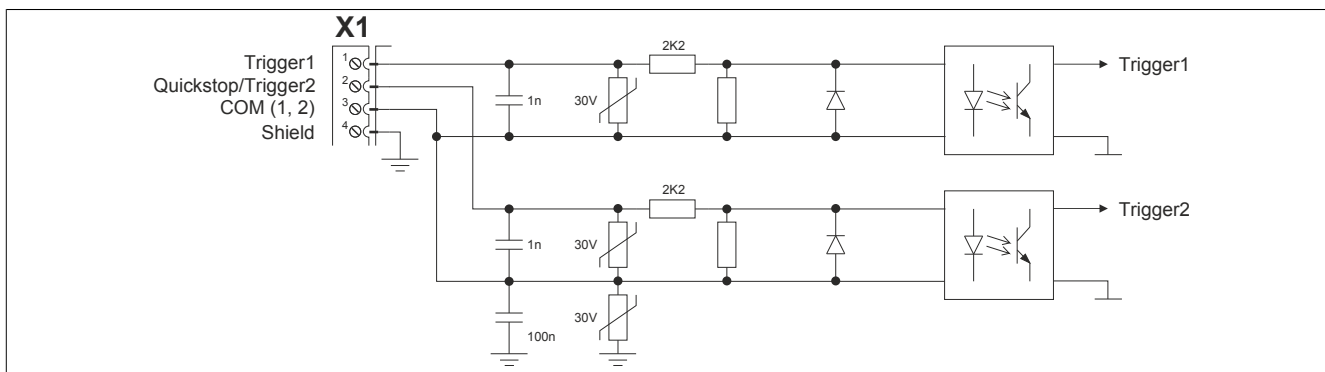 X1
Trigger1
1
Quickstop/Trigger2
2
COM (1, 2)
3
Shield
4
1n
30V
2K2
Trigger1
1n
30V
2K2
Trigger2
100n
30V